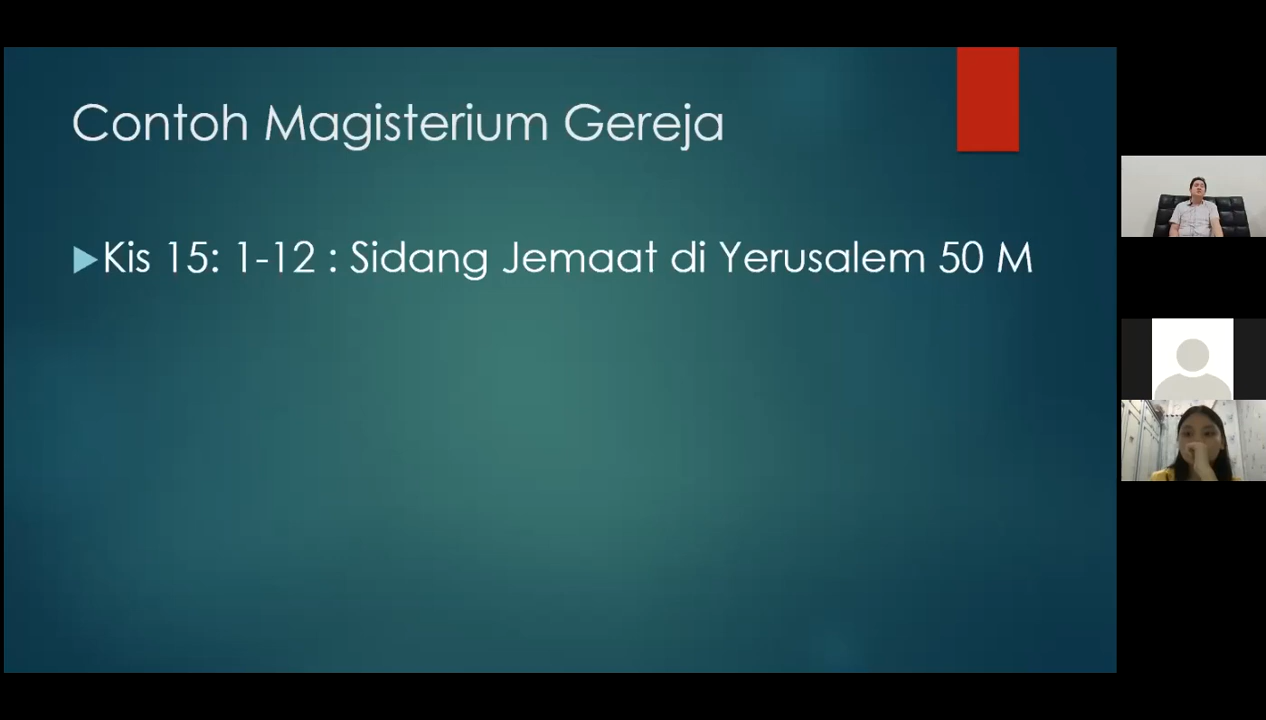 Contoh Magisterium Gereja
Kis 15: 1-12 : Sidang Jemaat di Yerusalem 50 M